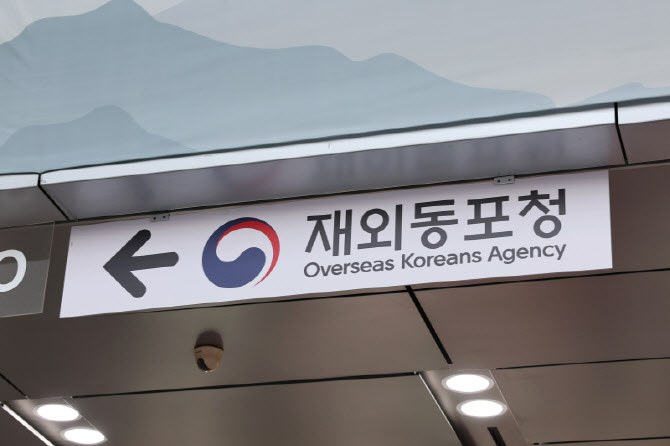 재외동포청
Overseas Koreans Agency